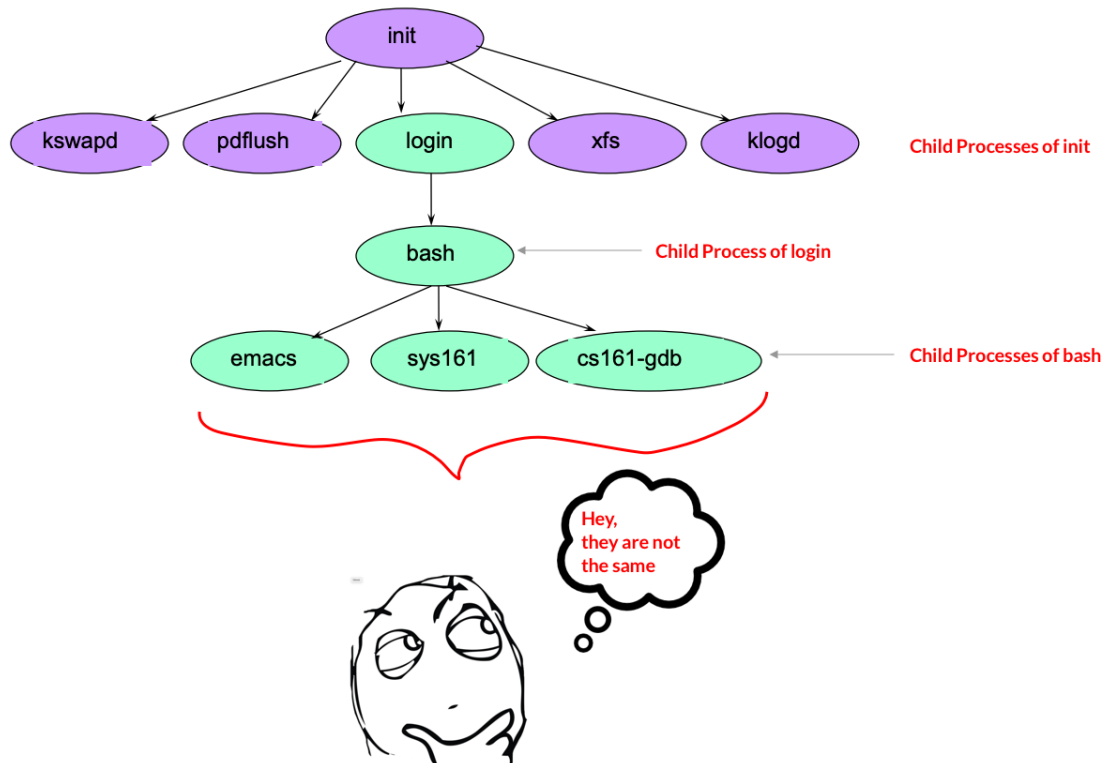 init
kswapd
pdflush
login
xfs
klogd
Child Processes of init
bash
Child Process of login
emacs
sys161
cs161-gdb
Child Processes of bash
Hey,
they are not
the same